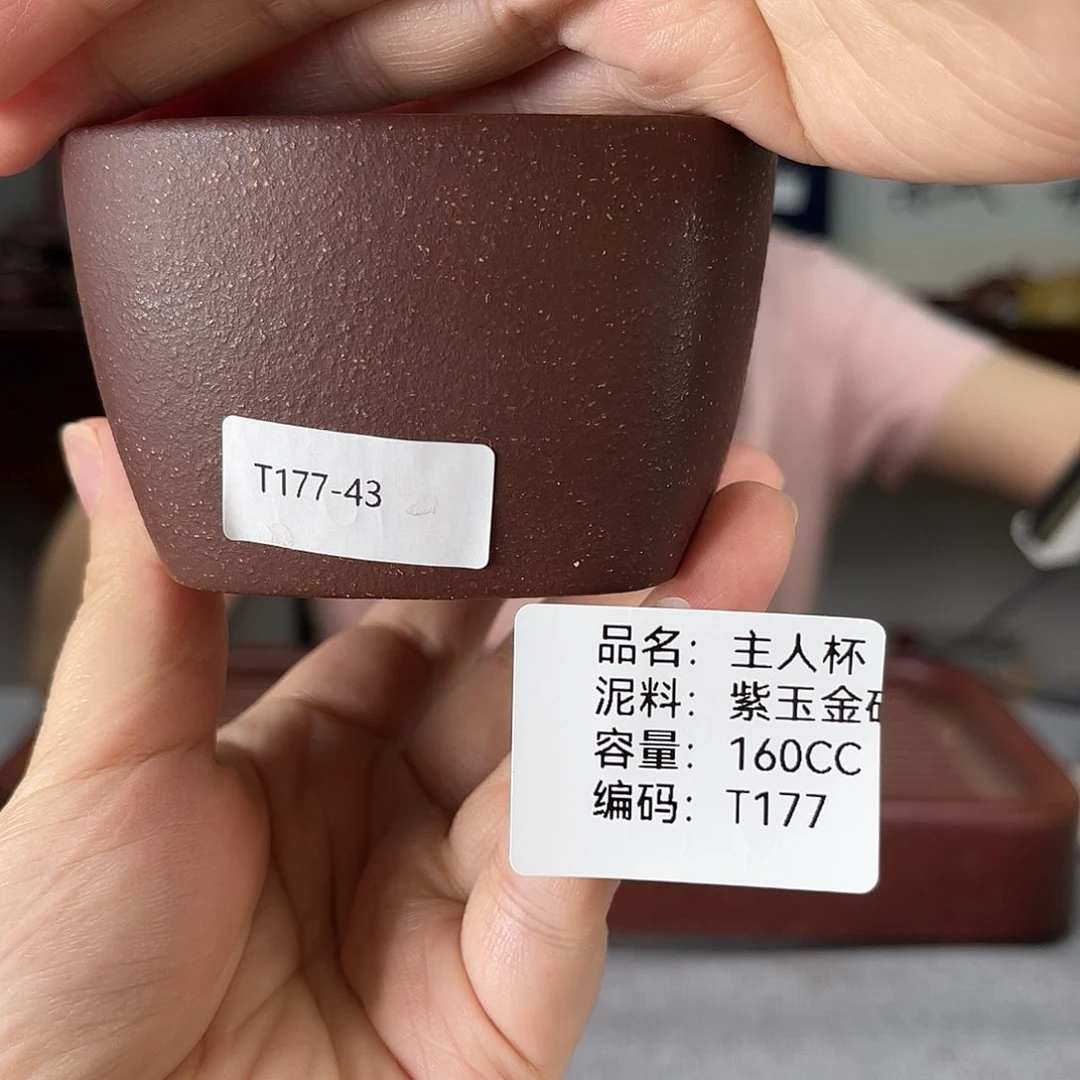 T177-43
品名：主人杯
泥料：紫玉金
容量：160CC
编码：T177